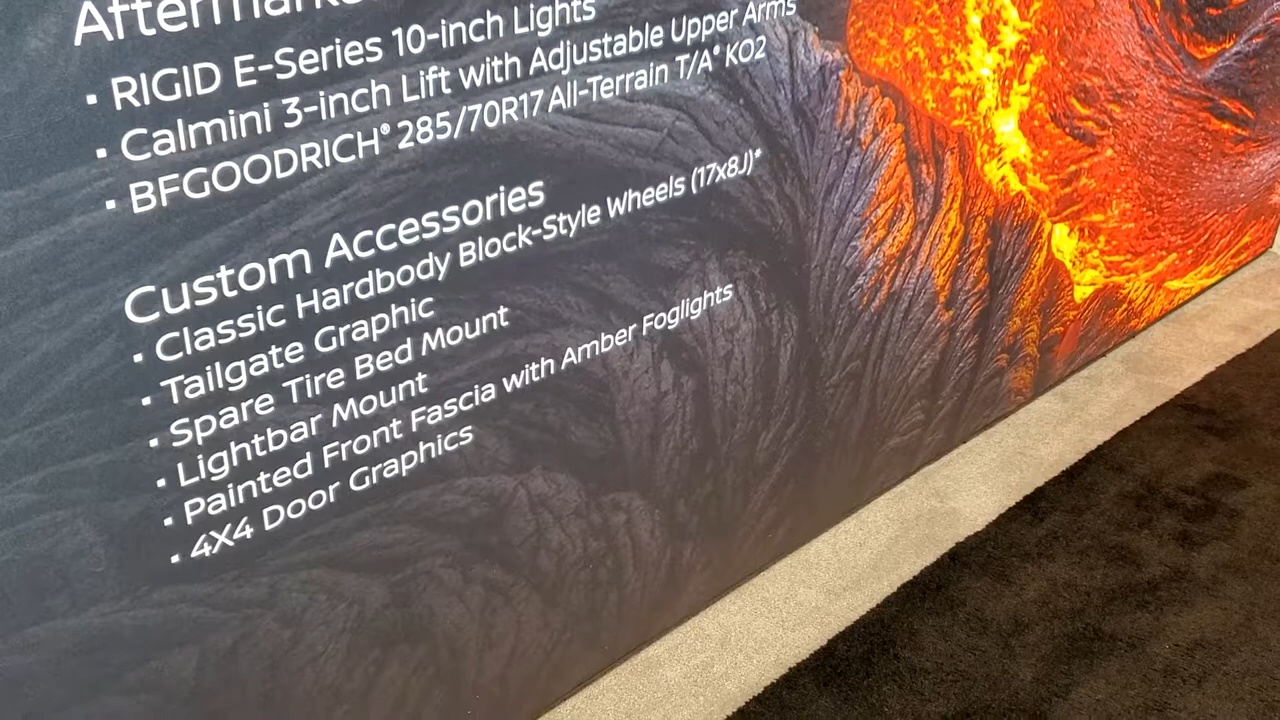 • RIGID E-Series 10-inch Lights
• Calmini 3-inch Lift with Adjustable Upper Arms
• BFGOODRICH® 285/70R17 All-Terrain T/A® KO2
Custom Accessories
• Classic Hardbody Block-Style Wheels (17x8J)*
• Tailgate Graphic
• Spare Tire Bed Mount
• Lightbar Mount
• Painted Front Fascia with Amber Foglights
• 4X4 Door Graphics